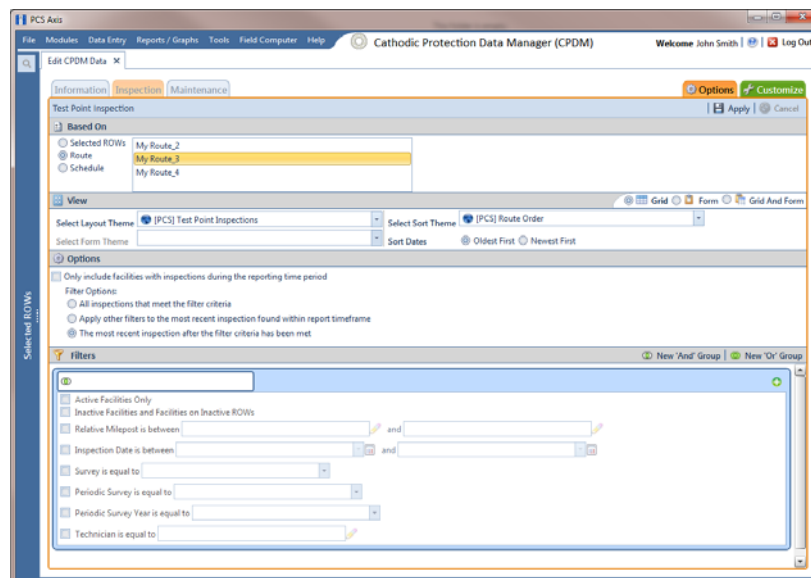 PCS Axis
File Modules Data Entry Reports / Graphs Tools Field Computer Help Cathodic Protection Data Manager (CPDM) Welcome John Smith Log Out
Edit CPDM Data
Information Inspection Maintenance Options Customize
Test Point Inspection Apply Cancel
Based On
Selected ROWs
Route
Schedule
My Route_2
My Route_3
My Route_4
View Grid Form Grid And Form
Select Layout Theme [PCS] Test Point Inspections Select Sort Theme [PCS] Route Order
Select Form Theme Sort Dates Oldest First Newest First
Options
Only include facilities with inspections during the reporting time period
Filter Options:
All inspections that meet the filter criteria
Apply other filters to the most recent inspection found within report timeframe
The most recent inspection after the filter criteria has been met
Selected ROWs
Filters New 'And' Group New 'Or' Group
Active Facilities Only
Inactive Facilities and Facilities on Inactive ROWs
Relative Milepost is between and
Inspection Date is between and
Survey is equal to
Periodic Survey is equal to
Periodic Survey Year is equal to
Technician is equal to